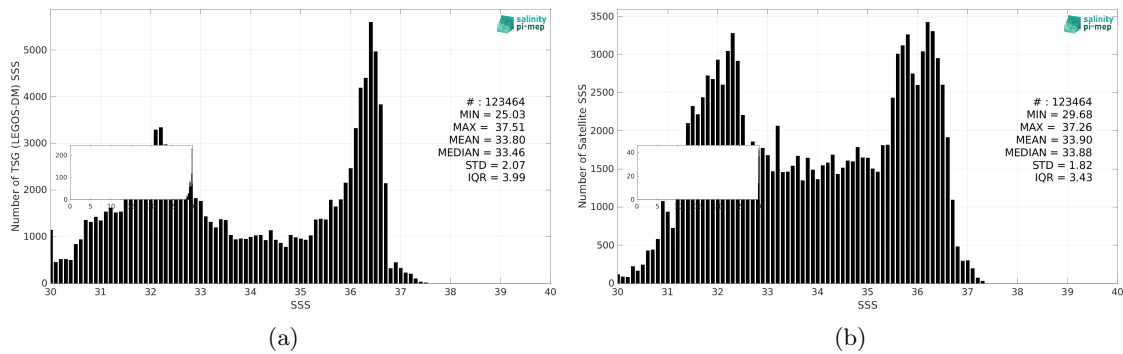 salinity
pi-mep
Number of TSG (LEGOS-DM) SSS
5000
4000
3000
2000
1000
0
# : 123464
MIN = 25.03
MAX = 37.51
MEAN = 33.80
MEDIAN = 33.46
STD = 2.07
IQR = 3.99
200
100
0
0 5 10
30 31 32 33 34 35 36 37 38 39 40
SSS
(a)
salinity
pi-mep
Number of Satellite SSS
3500
3000
2500
2000
1500
1000
500
0
# : 123464
MIN = 29.68
MAX = 37.26
MEAN = 33.90
MEDIAN = 33.88
STD = 1.82
IQR = 3.43
40
20
0
0 5 10
30 31 32 33 34 35 36 37 38 39 40
SSS
(b)